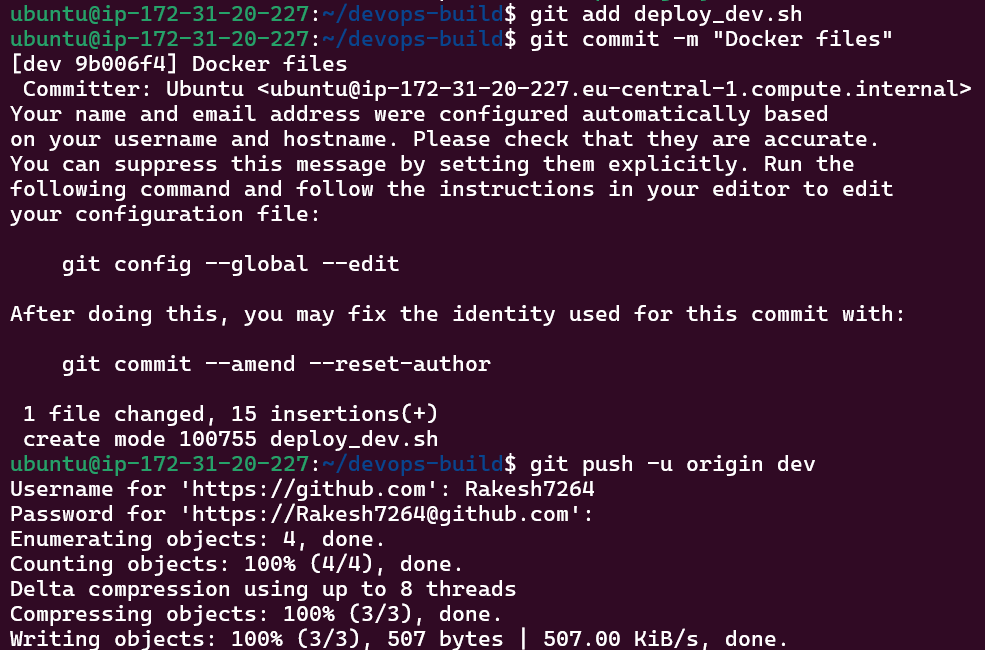 ubuntu@ip-172-31-20-227:~/devops-build$ git add deploy_dev.sh
ubuntu@ip-172-31-20-227:~/devops-build$ git commit -m "Docker files"
[dev 9b006f4] Docker files
 Committer: Ubuntu <ubuntu@ip-172-31-20-227.eu-central-1.compute.internal>
Your name and email address were configured automatically based
on your username and hostname. Please check that they are accurate.
You can suppress this message by setting them explicitly. Run the
following command and follow the instructions in your editor to edit
your configuration file:

    git config --global --edit

After doing this, you may fix the identity used for this commit with:

    git commit --amend --reset-author

 1 file changed, 15 insertions(+)
 create mode 100755 deploy_dev.sh
ubuntu@ip-172-31-20-227:~/devops-build$ git push -u origin dev
Username for 'https://github.com': Rakesh7264
Password for 'https://Rakesh7264@github.com':
Enumerating objects: 4, done.
Counting objects: 100% (4/4), done.
Delta compression using up to 8 threads
Compressing objects: 100% (3/3), done.
Writing objects: 100% (3/3), 507 bytes | 507.00 KiB/s, done.